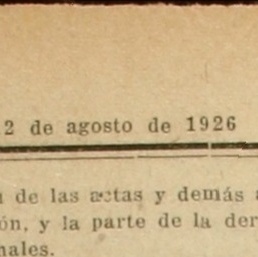 2 de agosto de 1926
de las actas y demás
ón, y la parte de la der
nales.